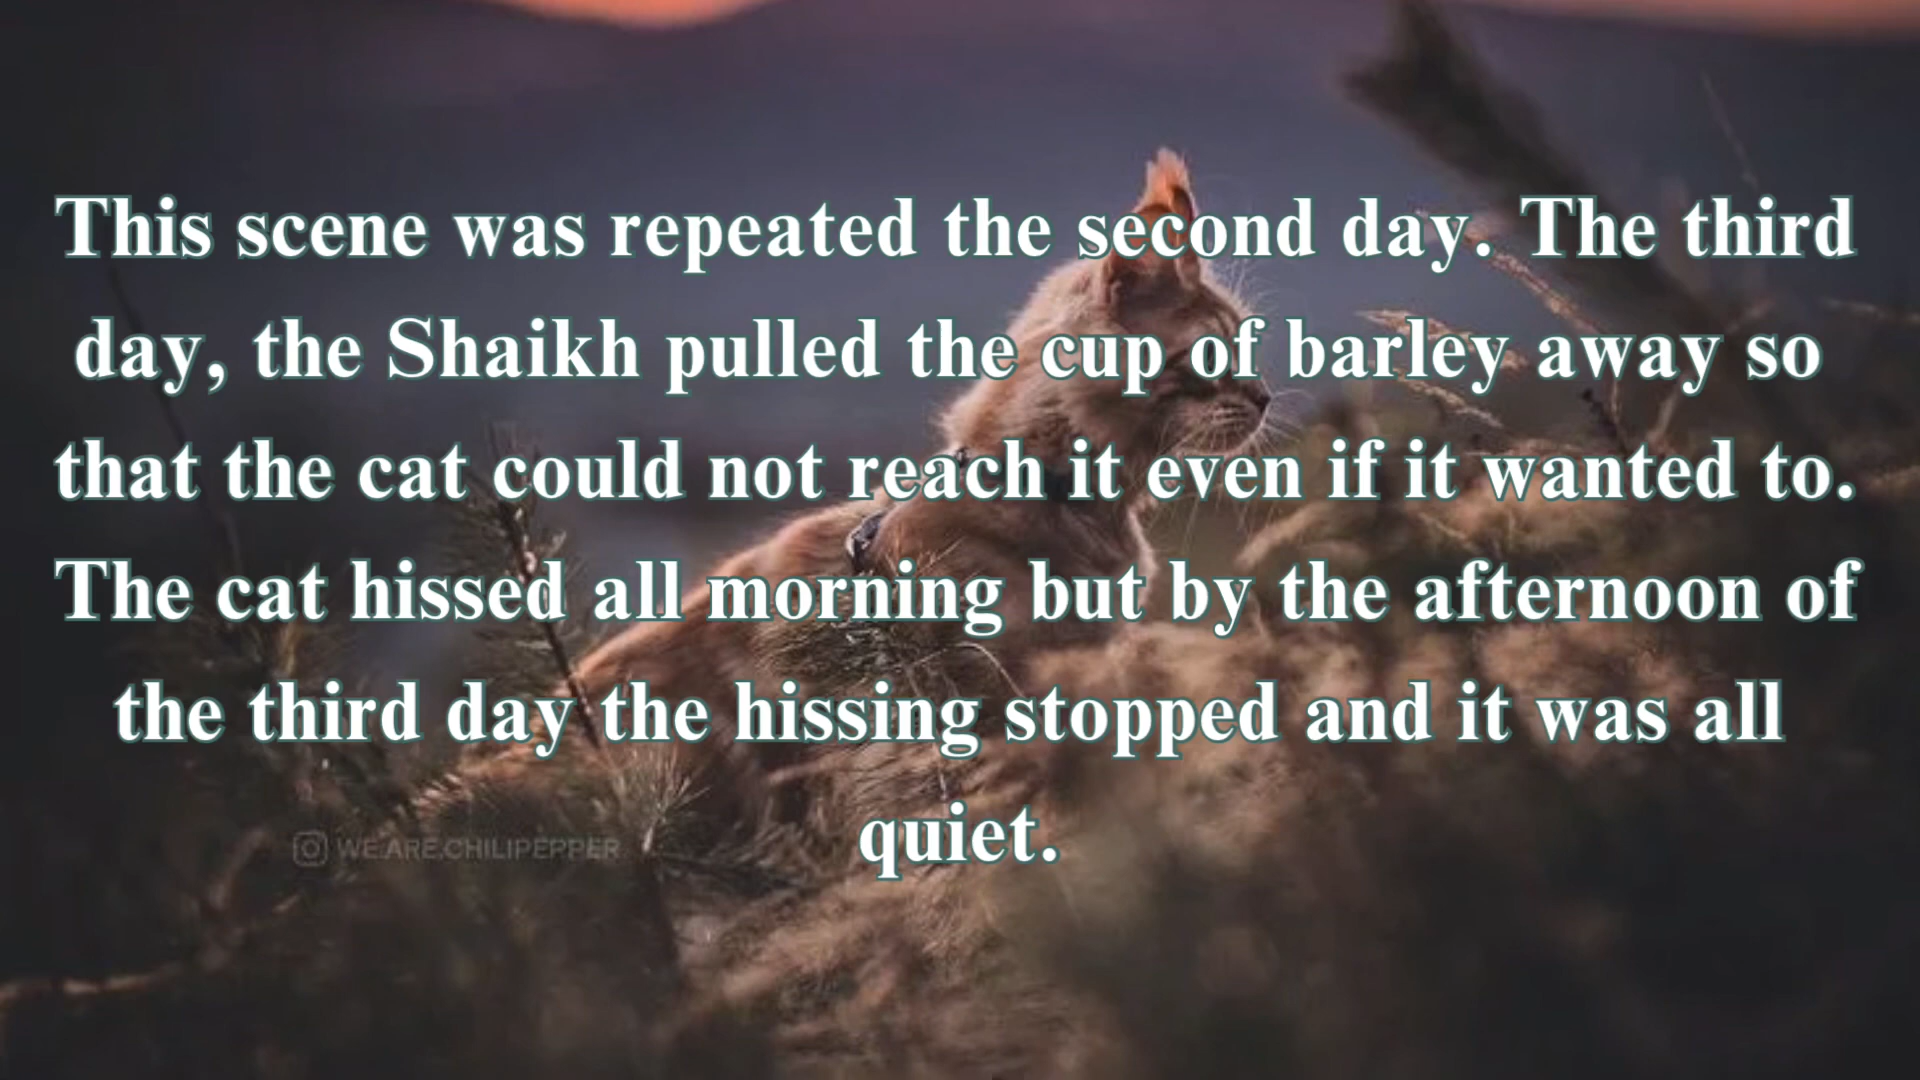 This scene was repeated the second day. The third
day, the Shaikh pulled the cup of barley away so
that the cat could not reach it even if it wanted to.
The cat hissed all morning but by the afternoon of
the third day the hissing stopped and it was all
quiet.
WE.ARE.CHILIPEPPER